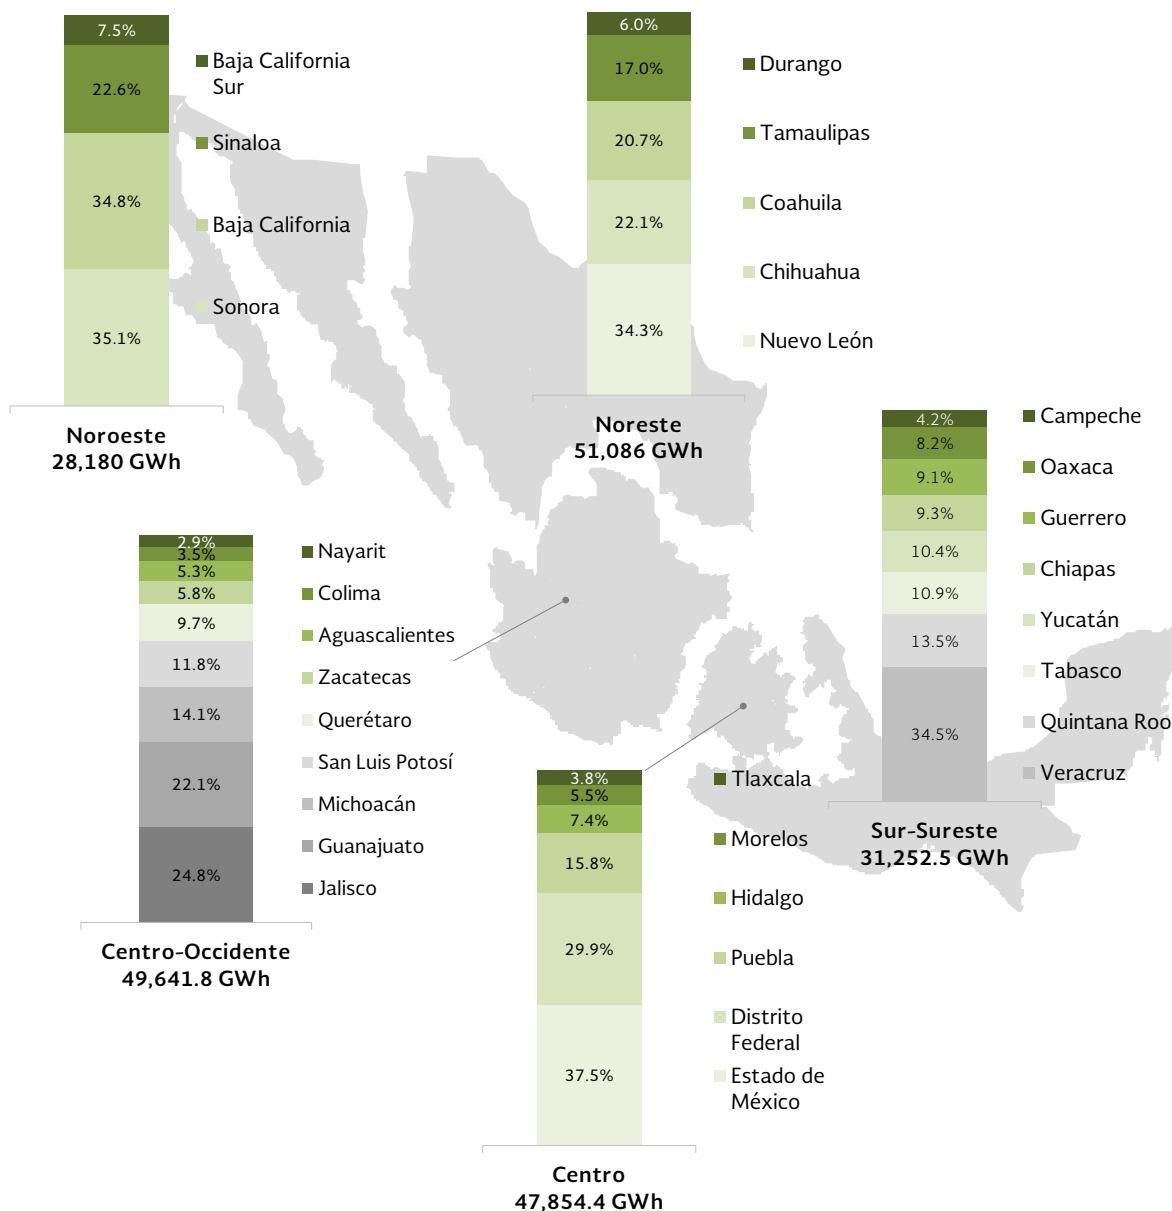 7.5%
22.6%
34.8%
35.1%
Baja California
Sur
Sinaloa
Baja California
Sonora
Noroeste
28,180 GWh
6.0%
17.0%
20.7%
22.1%
34.3%
Durango
Tamaulipas
Coahuila
Chihuahua
Nuevo León
Noreste
51,086 GWh
4.2%
8.2%
9.1%
9.3%
10.4%
10.9%
13.5%
34.5%
Campeche
Oaxaca
Guerrero
Chiapas
Yucatán
Tabasco
Quintana Roo
Veracruz
Sur-Sureste
31,252.5 GWh
2.9%
3.5%
5.3%
5.8%
9.7%
11.8%
14.1%
22.1%
24.8%
Nayarit
Colima
Aguascalientes
Zacatecas
Querétaro
San Luis Potosí
Michoacán
Guanajuato
Jalisco
Centro-Occidente
49,641.8 GWh
3.8%
5.5%
7.4%
15.8%
29.9%
37.5%
Tlaxcala
Morelos
Hidalgo
Puebla
Distrito
Federal
Estado de
México
Centro
47,854.4 GWh